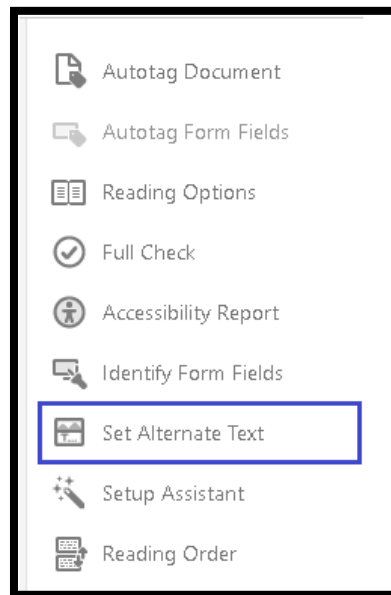 Autotag Document
Autotag Form Fields
Reading Options
Full Check
Accessibility Report
Identify Form Fields
Set Alternate Text
Setup Assistant
Reading Order